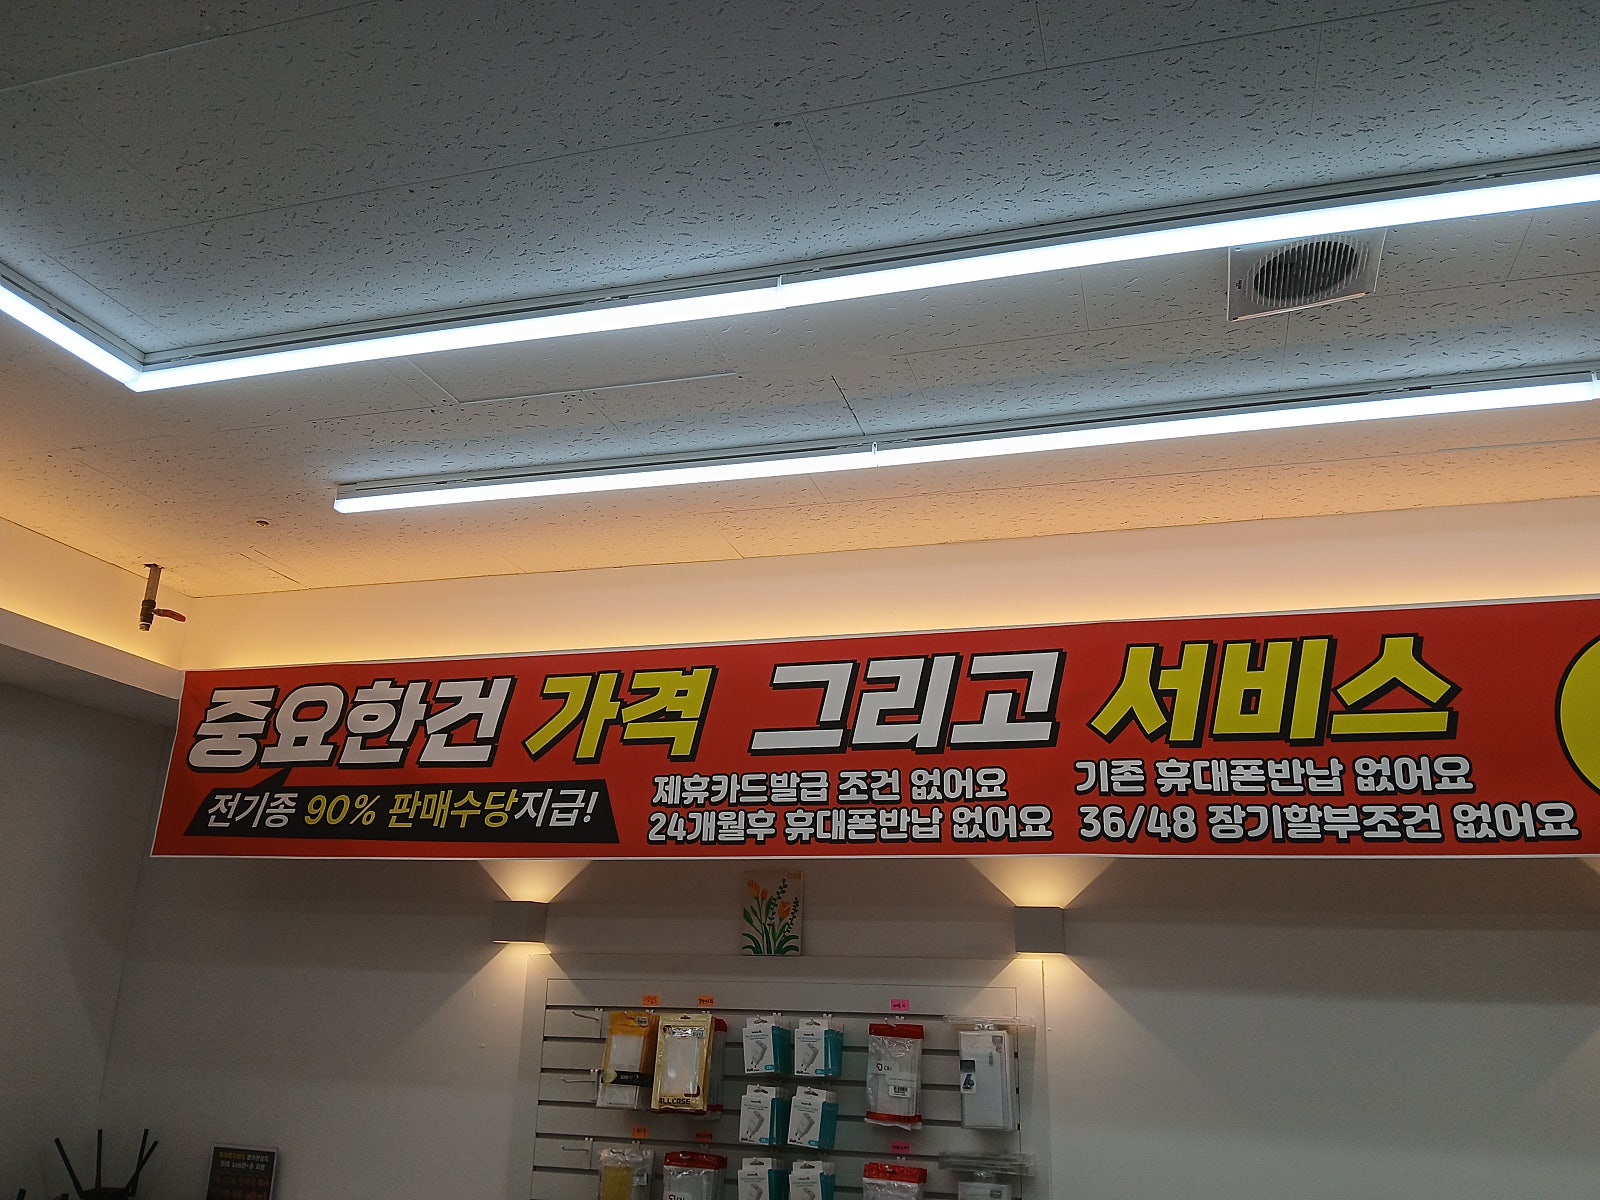 중요한건 가격 그리고 서비스
전기종 90% 판매수당지급!
제휴카드발급 조건 없어요
24개월후 휴대폰반납 없어요
기존 휴대폰반납 없어요
36/48 장기할부조건 없어요
ALLCASE